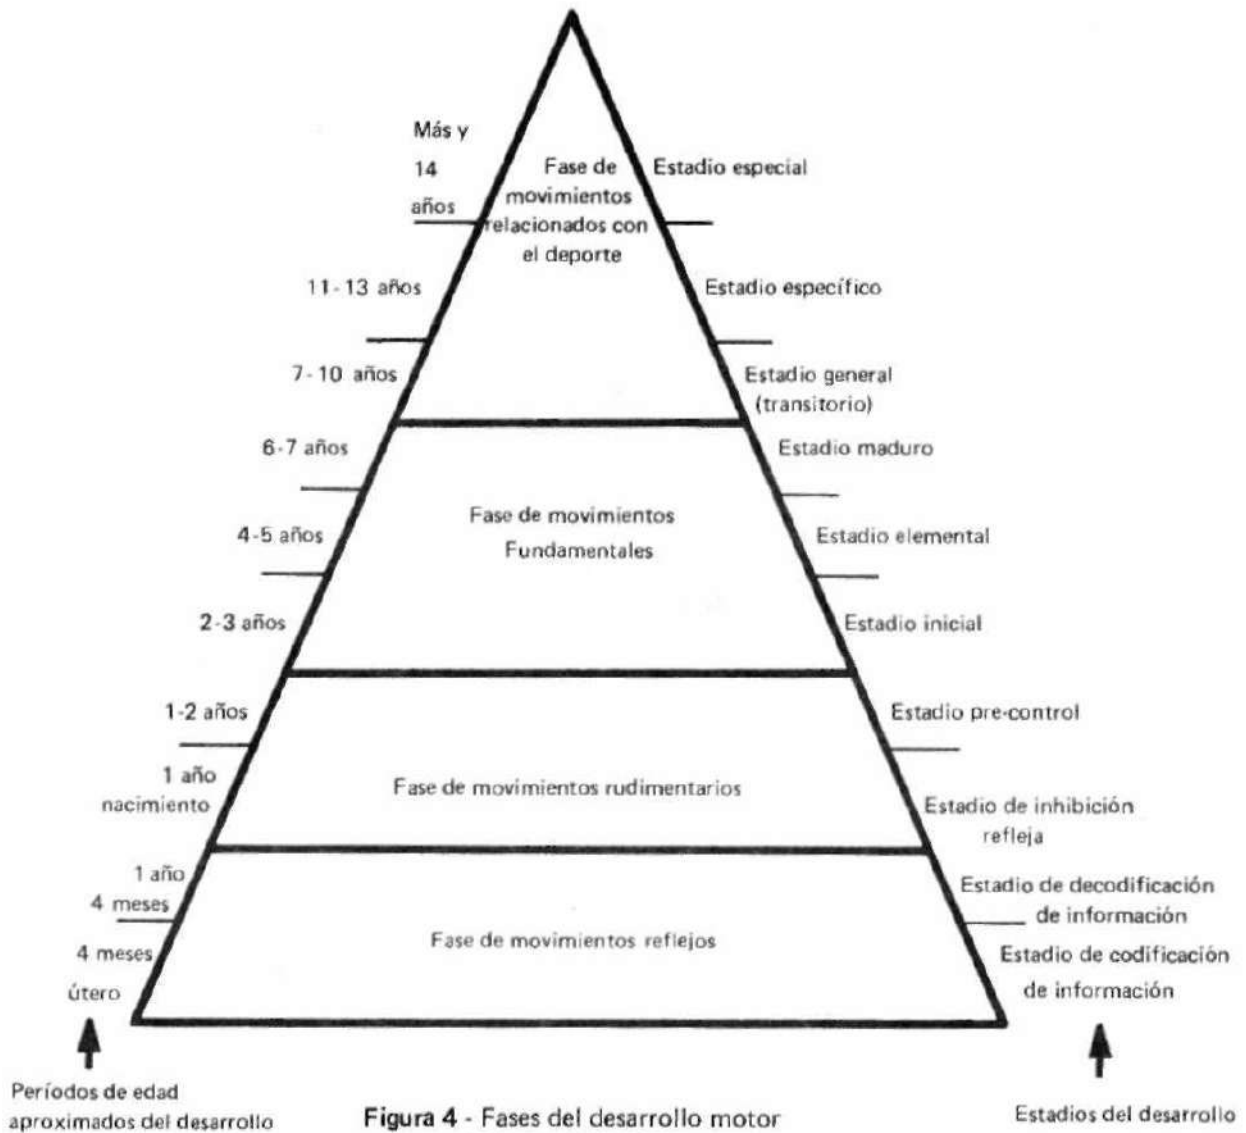 Más y
14
años
Fase de
movimientos
relacionados con
el deporte
Estadio especial
11-13 años
Estadio específico
7-10 años
Estadio general
(transitorio)
6-7 años
Estadio maduro
Fase de movimientos
Fundamentales
4-5 años
Estadio elemental
2-3 años
Estadio inicial
1-2 años
Estadio pre-control
1 año
nacimiento
Fase de movimientos rudimentarios
Estadio de inhibición
refleja
1 año
4 meses
Estadio de decodificación
de información
Fase de movimientos reflejos
4 meses
útero
Estadio de codificación
de información
Períodos de edad
aproximados del desarrollo
Figura 4 - Fases del desarrollo motor
Estadios del desarrollo